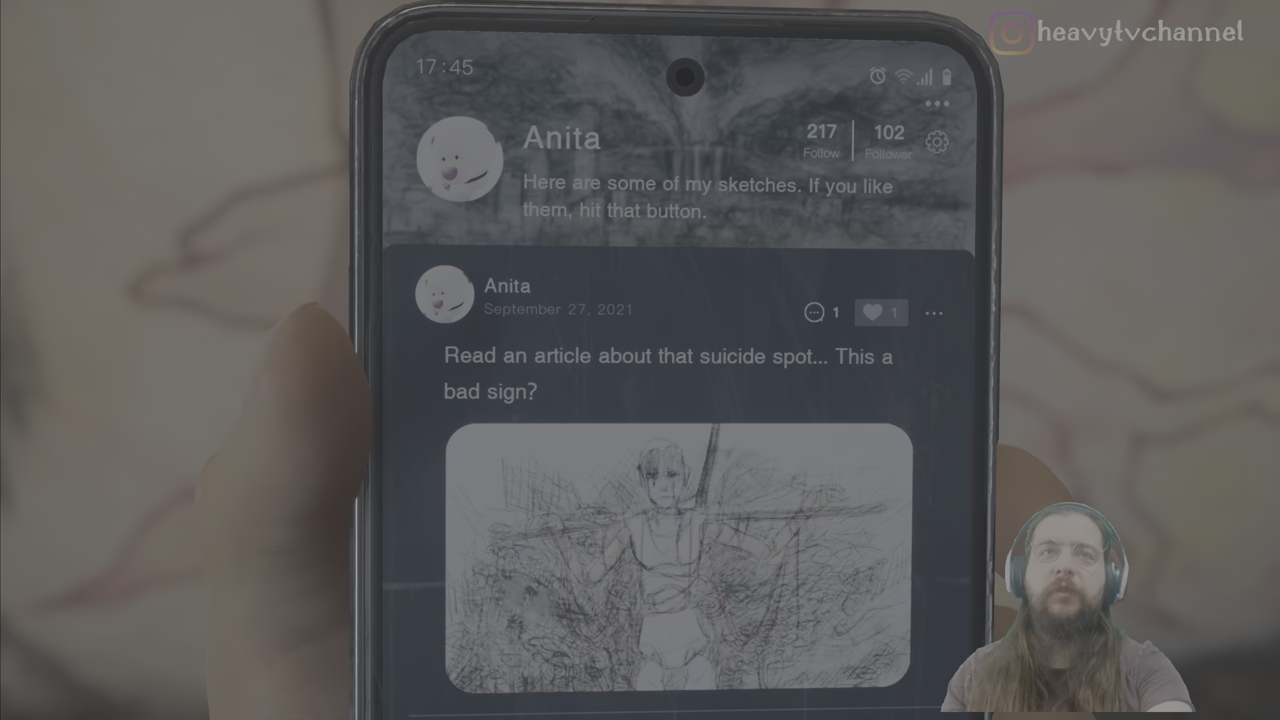 heavytvchannel
17:45
Anita
217
102
Follow
Follower
Here are some of my sketches. If you like
them, hit that button.
Anita
September 27, 2021
1
1
Read an article about that suicide spot... This a
bad sign?